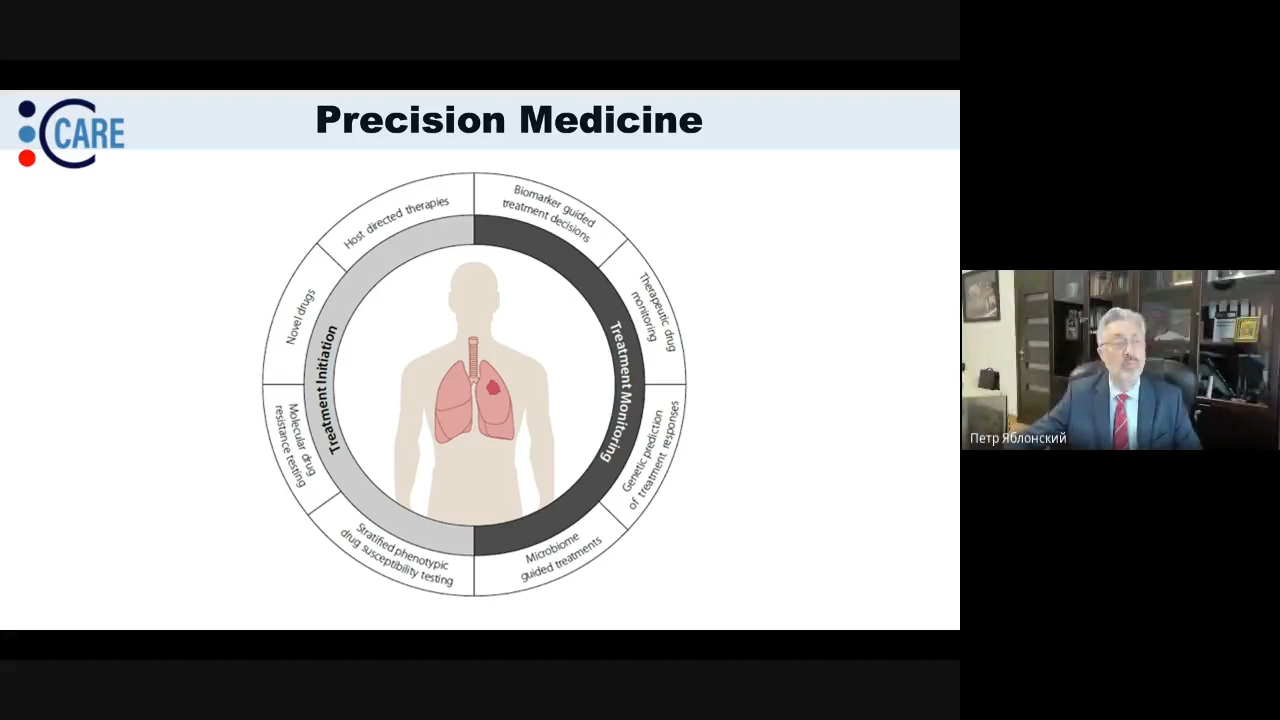 CARE
Precision Medicine
Host directed therapies
Novel drugs
Molecular drug
resistance testing
Stratified phenotypic
drug susceptibility testing
Treatment Initiation
Biomarker guided
treatment decisions
Therapeutic drug
monitoring
Genetic prediction
of treatment responses
Microbiome
guided treatments
Treatment Monitoring
Петр Яблонский